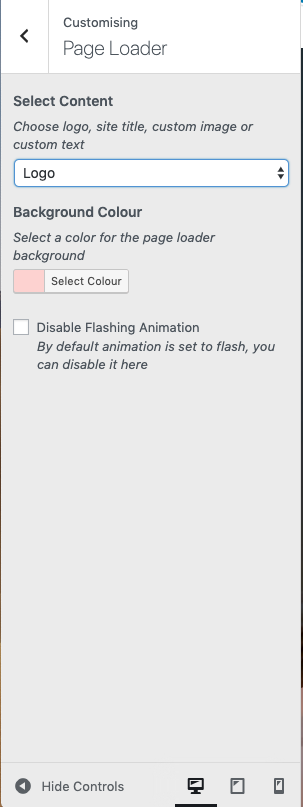 Customising
Page Loader
Select Content
Choose logo, site title, custom image or
custom text
Logo
Background Colour
Select a color for the page loader
background
Select Colour
Disable Flashing Animation
By default animation is set to flash, you
can disable it here
Hide Controls